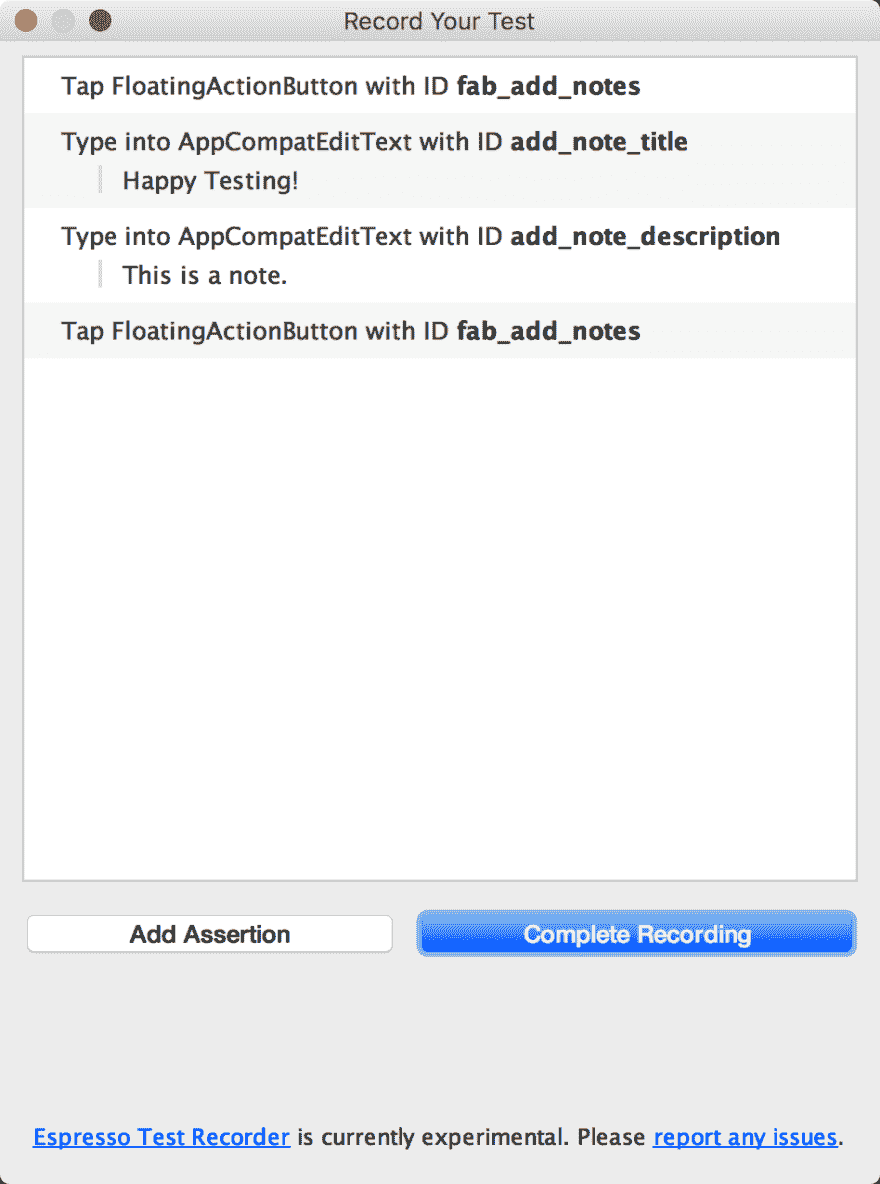 Record Your Test
Tap FloatingActionButton with ID fab_add_notes
Type into AppCompatEditText with ID add_note_title
Happy Testing!
Type into AppCompatEditText with ID add_note_description
This is a note.
Tap FloatingActionButton with ID fab_add_notes
Add Assertion
Complete Recording
Espresso Test Recorder is currently experimental. Please report any issues.